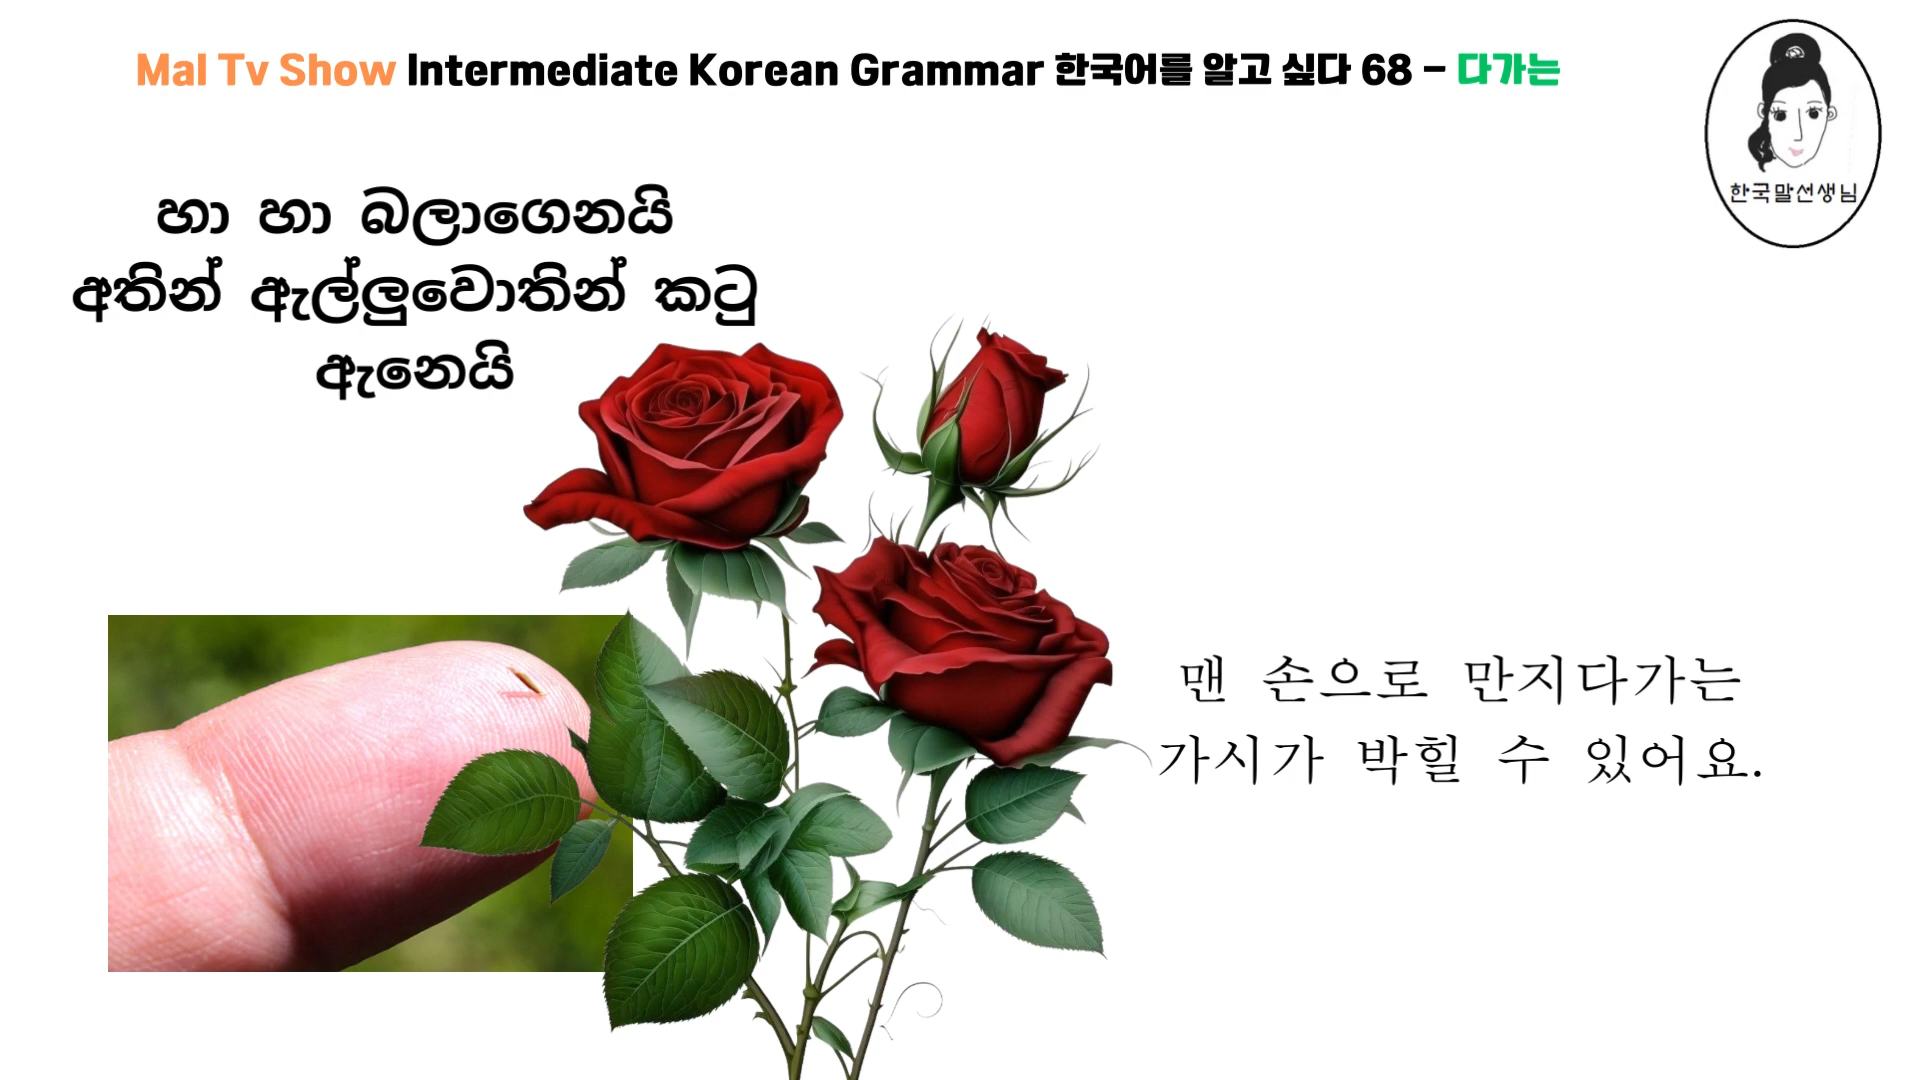 Mal Tv Show Intermediate Korean Grammar 한국어를 알고 싶다 68 – 다가는
한국말선생님
හා හා බලාගෙනයි
අතින් ඇල්ලුවොතින් කටු
ඇනෙයි
맨 손으로 만지다가는
가시가 박힐 수 있어요.